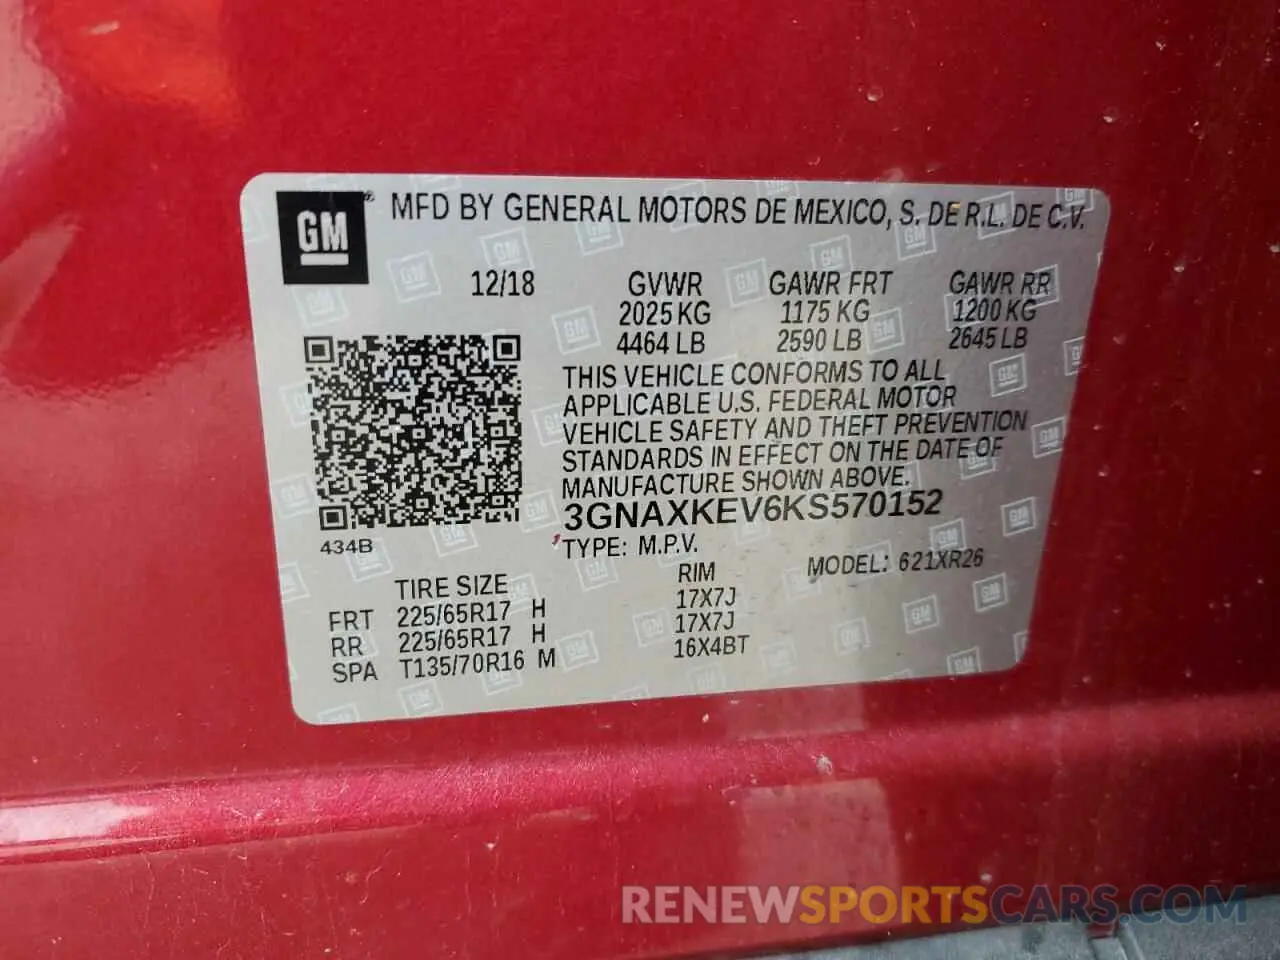 GM® MFD BY GENERAL MOTORS DE MEXICO, S. DE R.L. DE C.V.
12/18 GVWR GAWR FRT GAWR RR
2025 KG 1175 KG 1200 KG
4464 LB 2590 LB 2645 LB
THIS VEHICLE CONFORMS TO ALL
APPLICABLE U.S. FEDERAL MOTOR
VEHICLE SAFETY AND THEFT PREVENTION
STANDARDS IN EFFECT ON THE DATE OF
MANUFACTURE SHOWN ABOVE.
3GNAXKEV6KS570152
434B TYPE: M.P.V. MODEL: 621XR26
TIRE SIZE RIM
FRT 225/65R17 H 17X7J
RR 225/65R17 H 17X7J
SPA T135/70R16 M 16X4BT
RENEWSPORTSCARS.COM